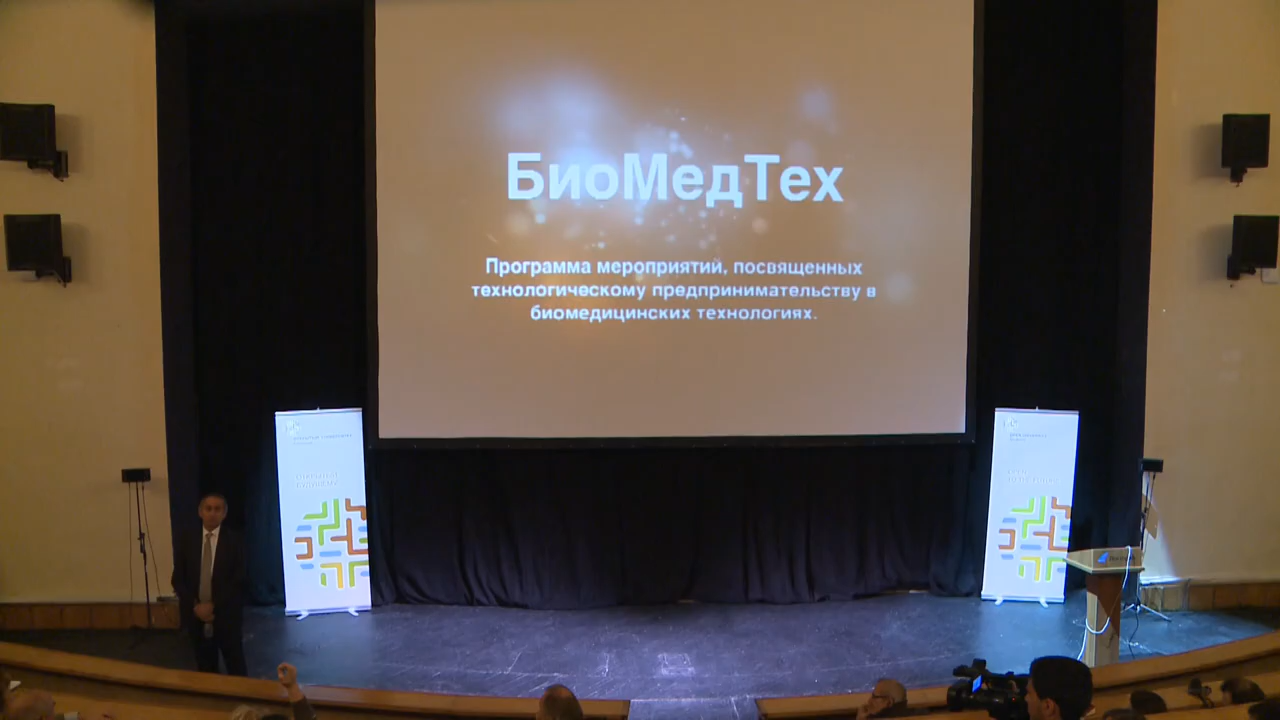 БиоМедТех
Программа мероприятий, посвященных
технологическому предпринимательству в
биомедицинских технологиях.